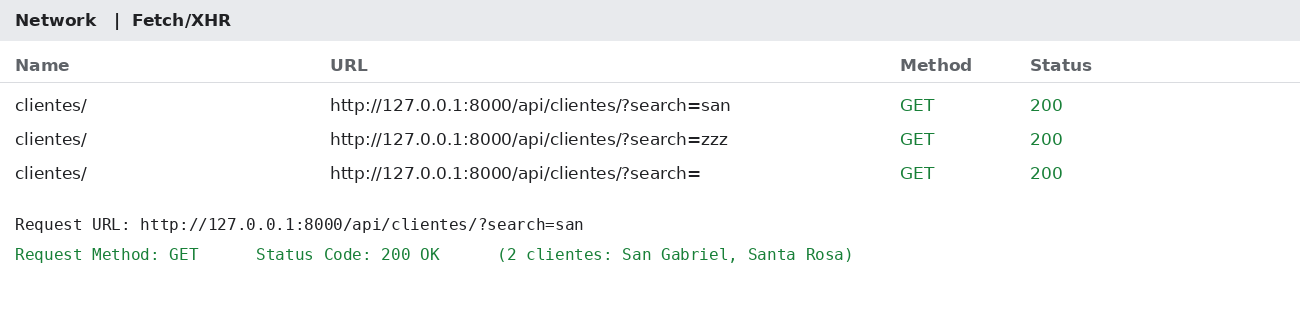 Network | Fetch/XHR
Name URL Method Status
clientes/ http://127.0.0.1:8000/api/clientes/?search=san GET 200
clientes/ http://127.0.0.1:8000/api/clientes/?search=zzz GET 200
clientes/ http://127.0.0.1:8000/api/clientes/?search= GET 200
Request URL: http://127.0.0.1:8000/api/clientes/?search=san
Request Method: GET Status Code: 200 OK (2 clientes: San Gabriel, Santa Rosa)